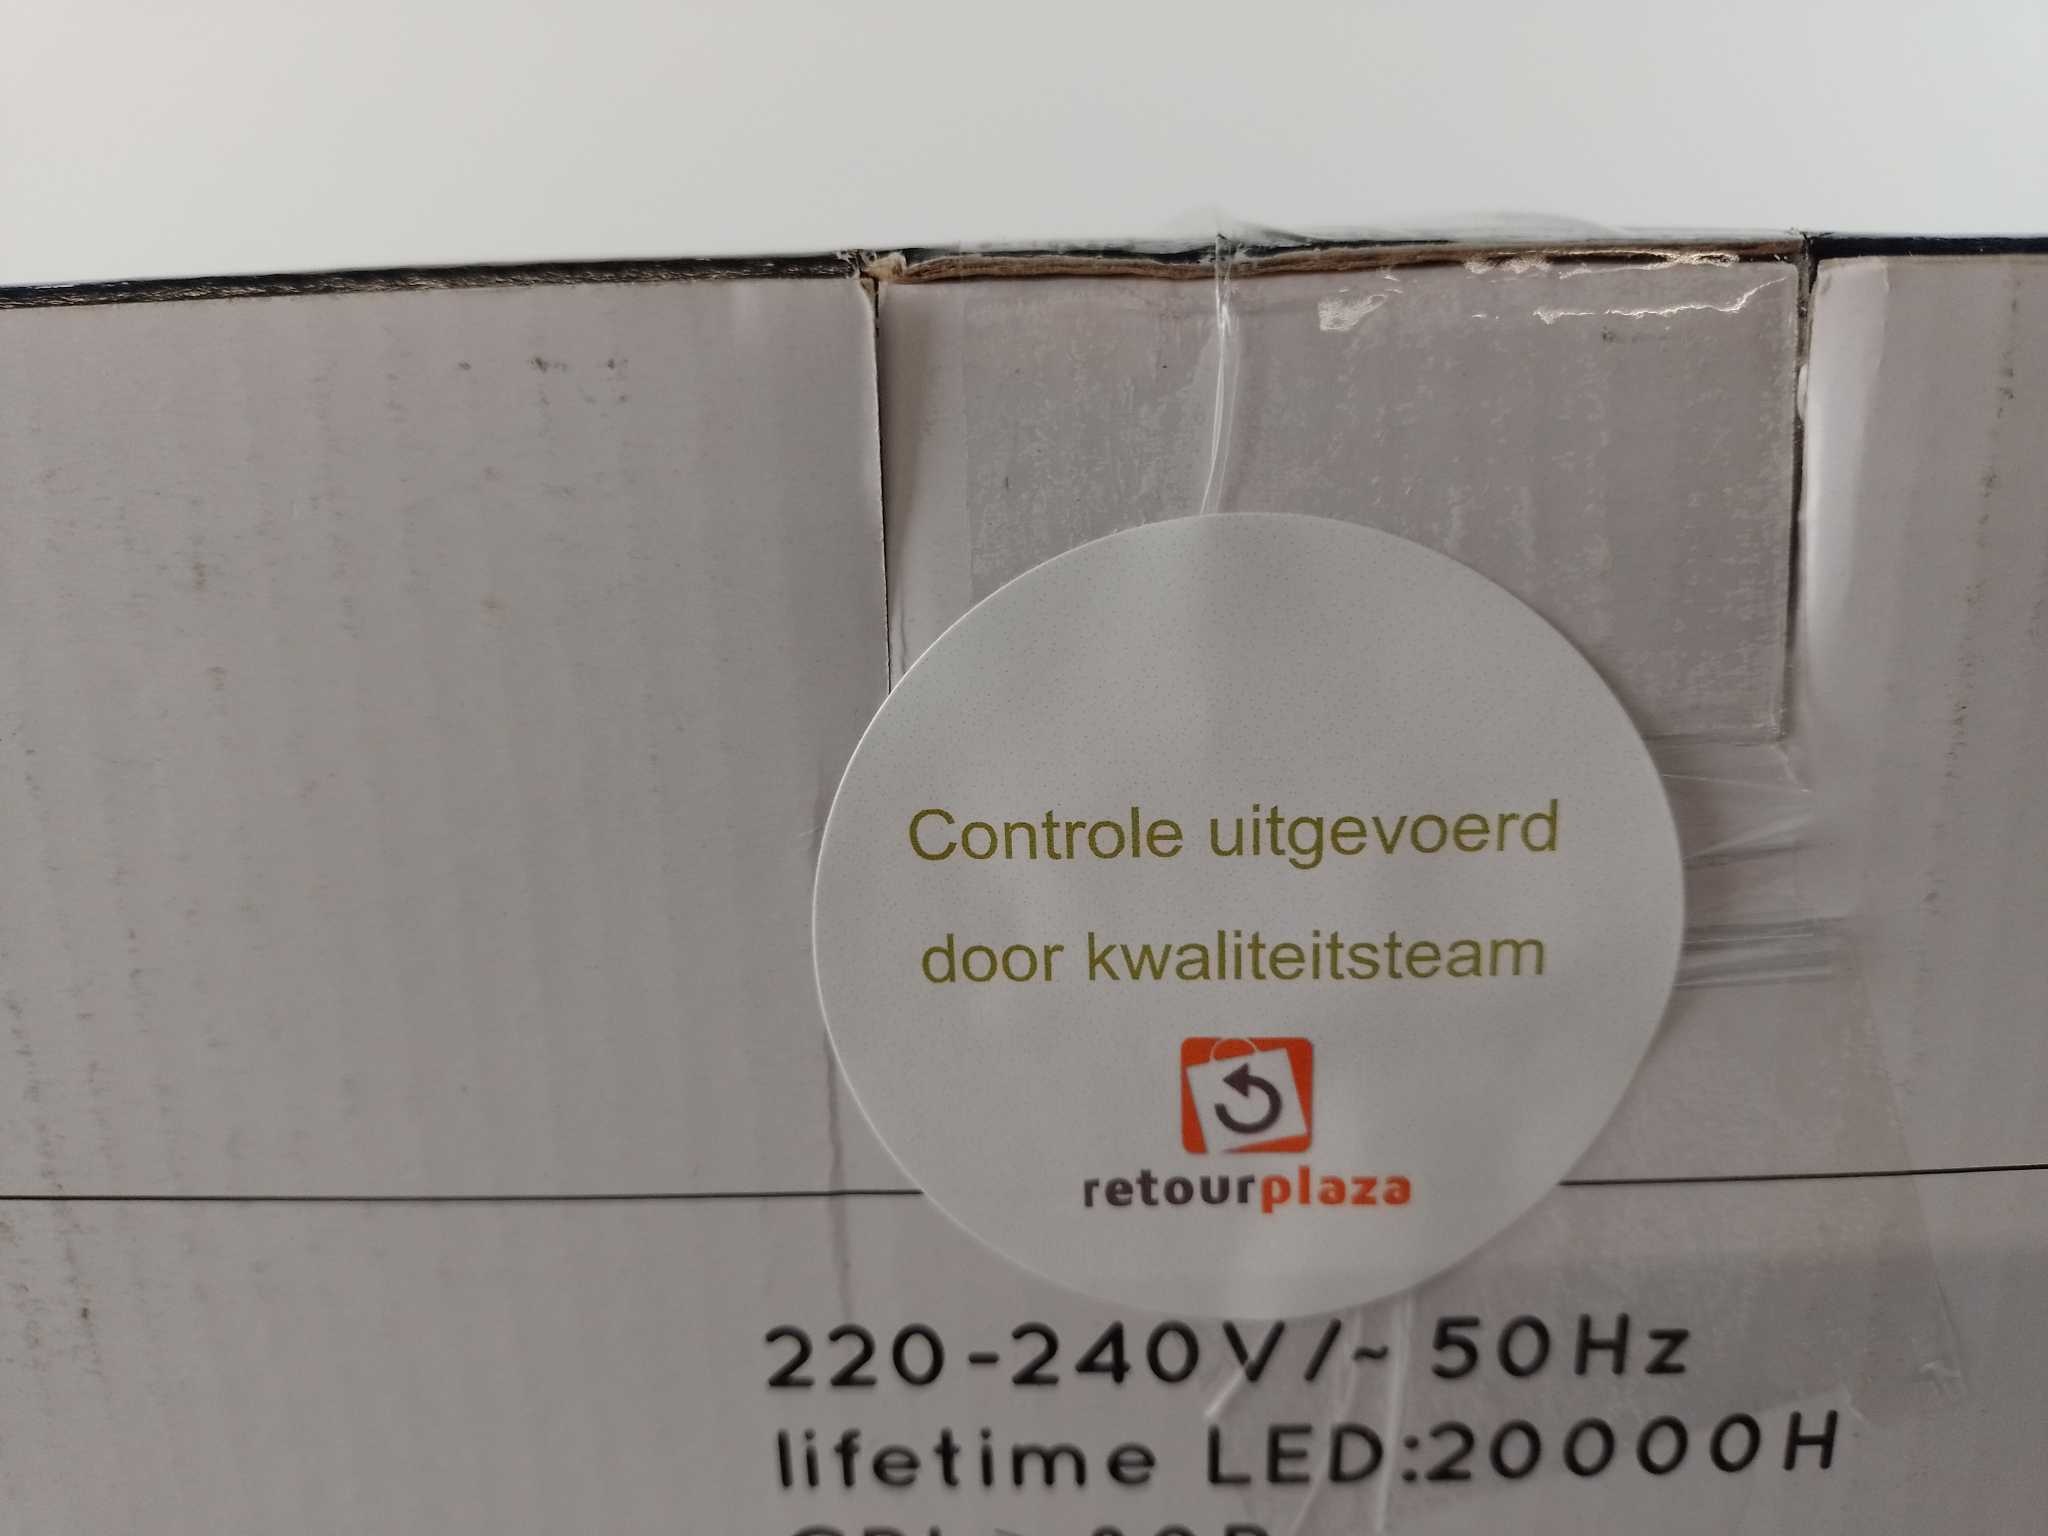 Controle uitgevoerd
door kwaliteitsteam
retourplaza
220-240V/~ 50Hz
lifetime LED:20000H